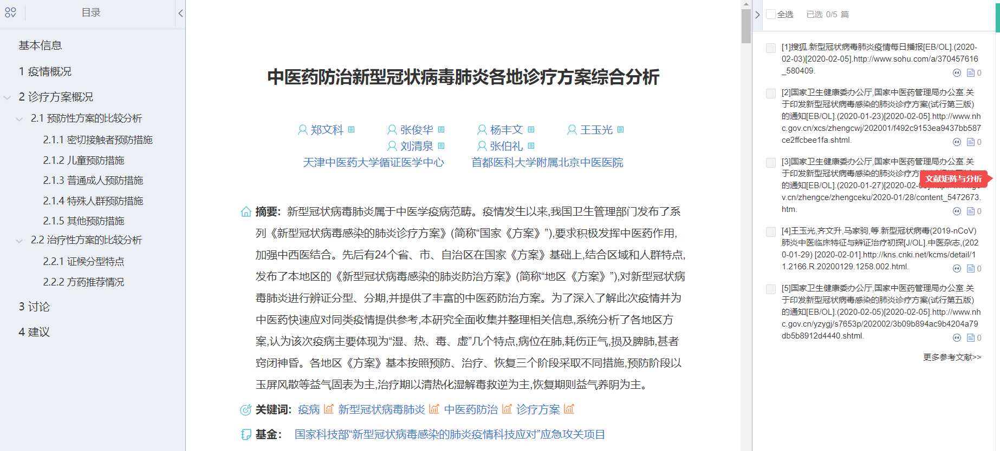 目录
基本信息
1 疫情概况
2 诊疗方案概况
2.1 预防性方案的比较分析
2.1.1 密切接触者预防措施
2.1.2 儿童预防措施
2.1.3 普通成人预防措施
2.1.4 特殊人群预防措施
2.1.5 其他预防措施
2.2 治疗性方案的比较分析
2.2.1 证候分型特点
2.2.2 方药推荐情况
3 讨论
4 建议
中医药防治新型冠状病毒肺炎各地诊疗方案综合分析
郑文科 张俊华 杨丰文 王玉光
刘清泉 张伯礼
天津中医药大学循证医学中心 首都医科大学附属北京中医医院
摘要: 新型冠状病毒肺炎属于中医学疫病范畴。疫情发生以来,我国卫生管理部门发布了系
列《新型冠状病毒感染的肺炎诊疗方案》(简称“国家《方案》”),要求积极发挥中医药作用,
加强中西医结合。先后有24个省、市、自治区在国家《方案》基础上,结合区域和人群特点,
发布了本地区的《新型冠状病毒感染的肺炎防治方案》(简称“地区《方案》”),对新型冠状病
毒肺炎进行辨证分型、分期,并提供了丰富的中医药防治方案。为了深入了解此次疫情并为
中医药快速应对同类疫情提供参考,本研究全面收集并整理相关信息,系统分析了各地区方
案,认为该次疫病主要体现为“湿、热、毒、虚”几个特点,病位在肺,耗伤正气,损及脾肺,甚者
窍闭神昏。各地区《方案》基本按照预防、治疗、恢复三个阶段采取不同措施,预防阶段以
玉屏风散等益气固表为主,治疗期以清热化湿解毒救逆为主,恢复期则益气养阴为主。
关键词: 疫病 新型冠状病毒肺炎 中医药防治 诊疗方案
基金: 国家科技部“新型冠状病毒感染的肺炎疫情科技应对”应急攻关项目
全选 已选 0/5 篇
[1]搜狐.新型冠状病毒肺炎疫情每日播报[EB/OL].(2020-
02-03)[2020-02-05].http://www.sohu.com/a/370457616
_580409.
0
[2]国家卫生健康委办公厅,国家中医药管理局办公室.关
于印发新型冠状病毒感染的肺炎诊疗方案(试行第三版)
的通知[EB/OL].(2020-01-23)[2020-02-05].http://www.nh
c.gov.cn/xcs/zhengcwj/202001/f492c9153ea9437bb587
ce2ffcbee1fa.shtml.
0
[3]国家卫生健康委办公厅,国家中医药管理局办公室.关
于印发新型冠状病毒感染的肺炎诊疗方
文献矩阵与分析
的通知[EB/OL].(2020-01-27)[2020-02-
v.cn/zhengce/zhengceku/2020-01/28/content_5472673.
htm.
0
[4]王玉光,齐文升,马家驹,等.新型冠状病毒(2019-nCoV)
肺炎中医临床特征与辨证治疗初探[J/OL].中医杂志,(202
0-01-29) [2020-02-01].http://kns.cnki.net/kcms/detail/1
1.2166.R.20200129.1258.002.html.
0
[5]国家卫生健康委办公厅,国家中医药管理局办公室.关
于印发新型冠状病毒感染的肺炎诊疗方案(试行第五版)
的通知[EB/OL].(2020-02-05)[2020-02-05].http://www.nh
c.gov.cn/yzygj/s7653p/202002/3b09b894ac9b4204a79
db5b8912d4440.shtml.
0
更多参考文献>>